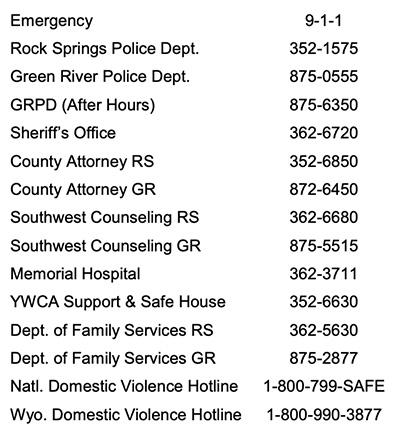 Emergency 9-1-1
Rock Springs Police Dept. 352-1575
Green River Police Dept. 875-0555
GRPD (After Hours) 875-6350
Sheriff's Office 362-6720
County Attorney RS 352-6850
County Attorney GR 872-6450
Southwest Counseling RS 362-6680
Southwest Counseling GR 875-5515
Memorial Hospital 362-3711
YWCA Support & Safe House 352-6630
Dept. of Family Services RS 362-5630
Dept. of Family Services GR 875-2877
Natl. Domestic Violence Hotline 1-800-799-SAFE
Wyo. Domestic Violence Hotline 1-800-990-3877